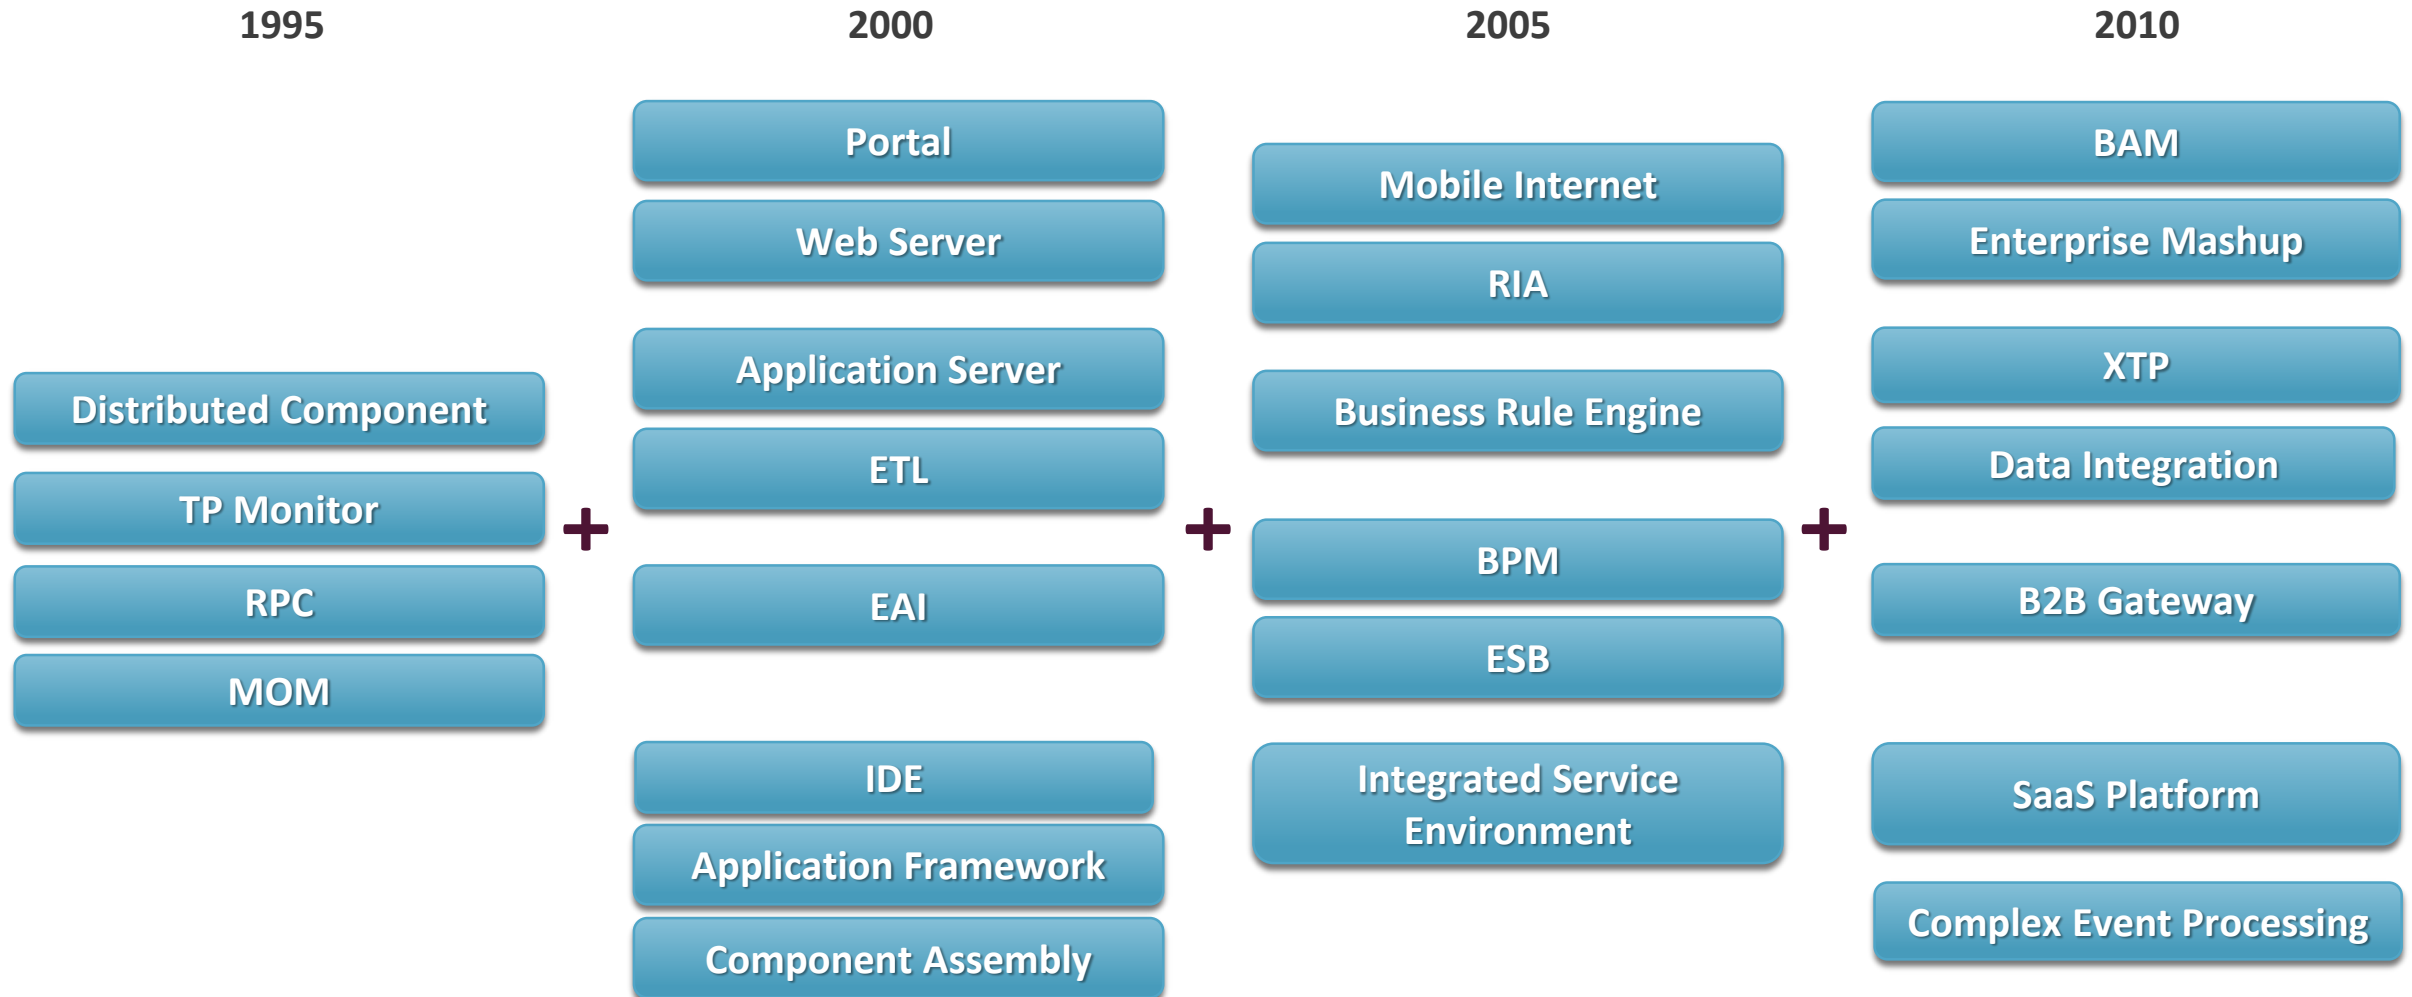 1995
2000
2005
2010
Distributed Component
TP Monitor
RPC
MOM
+
Portal
Web Server
Application Server
ETL
EAI
IDE
Application Framework
Component Assembly
+
Mobile Internet
RIA
Business Rule Engine
BPM
ESB
Integrated Service
Environment
+
BAM
Enterprise Mashup
XTP
Data Integration
B2B Gateway
SaaS Platform
Complex Event Processing